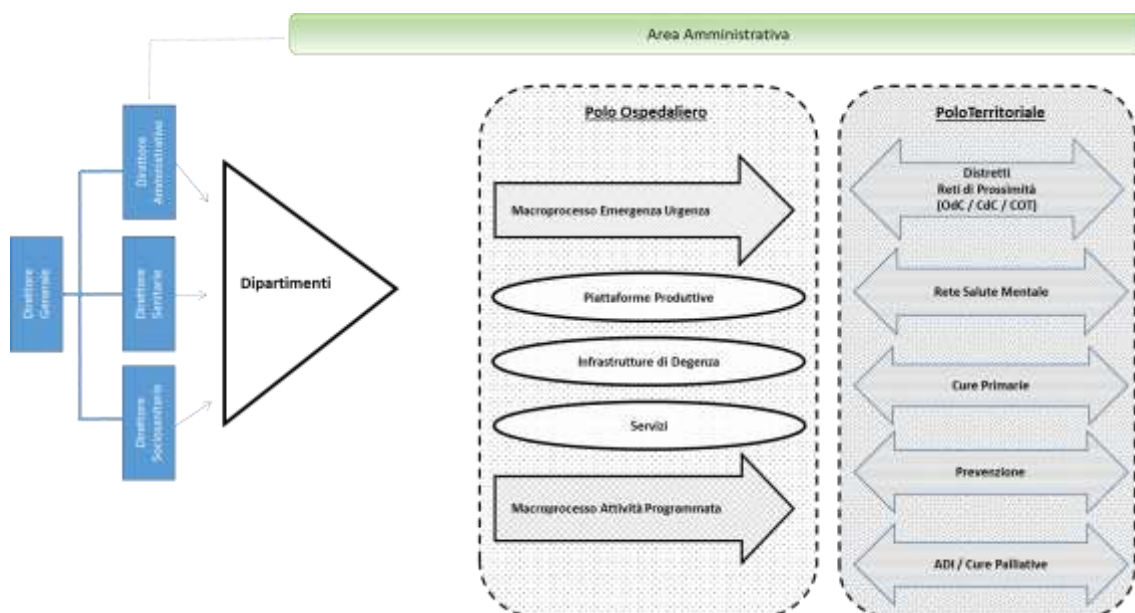 Area Amministrativa
Direttore
Generale
Direttore
Amministrativo
Direttore
Sanitario
Direttore
Sociosanitario
Dipartimenti
Polo Ospedaliero
Macroprocesso Emergenza Urgenza
Piattaforme Produttive
Infrastrutture di Degenza
Servizi
Macroprocesso Attività Programmata
PoloTerritoriale
Distretti
Reti di Prossimità
(OdC / CdC / COT)
Rete Salute Mentale
Cure Primarie
Prevenzione
ADI / Cure Palliative